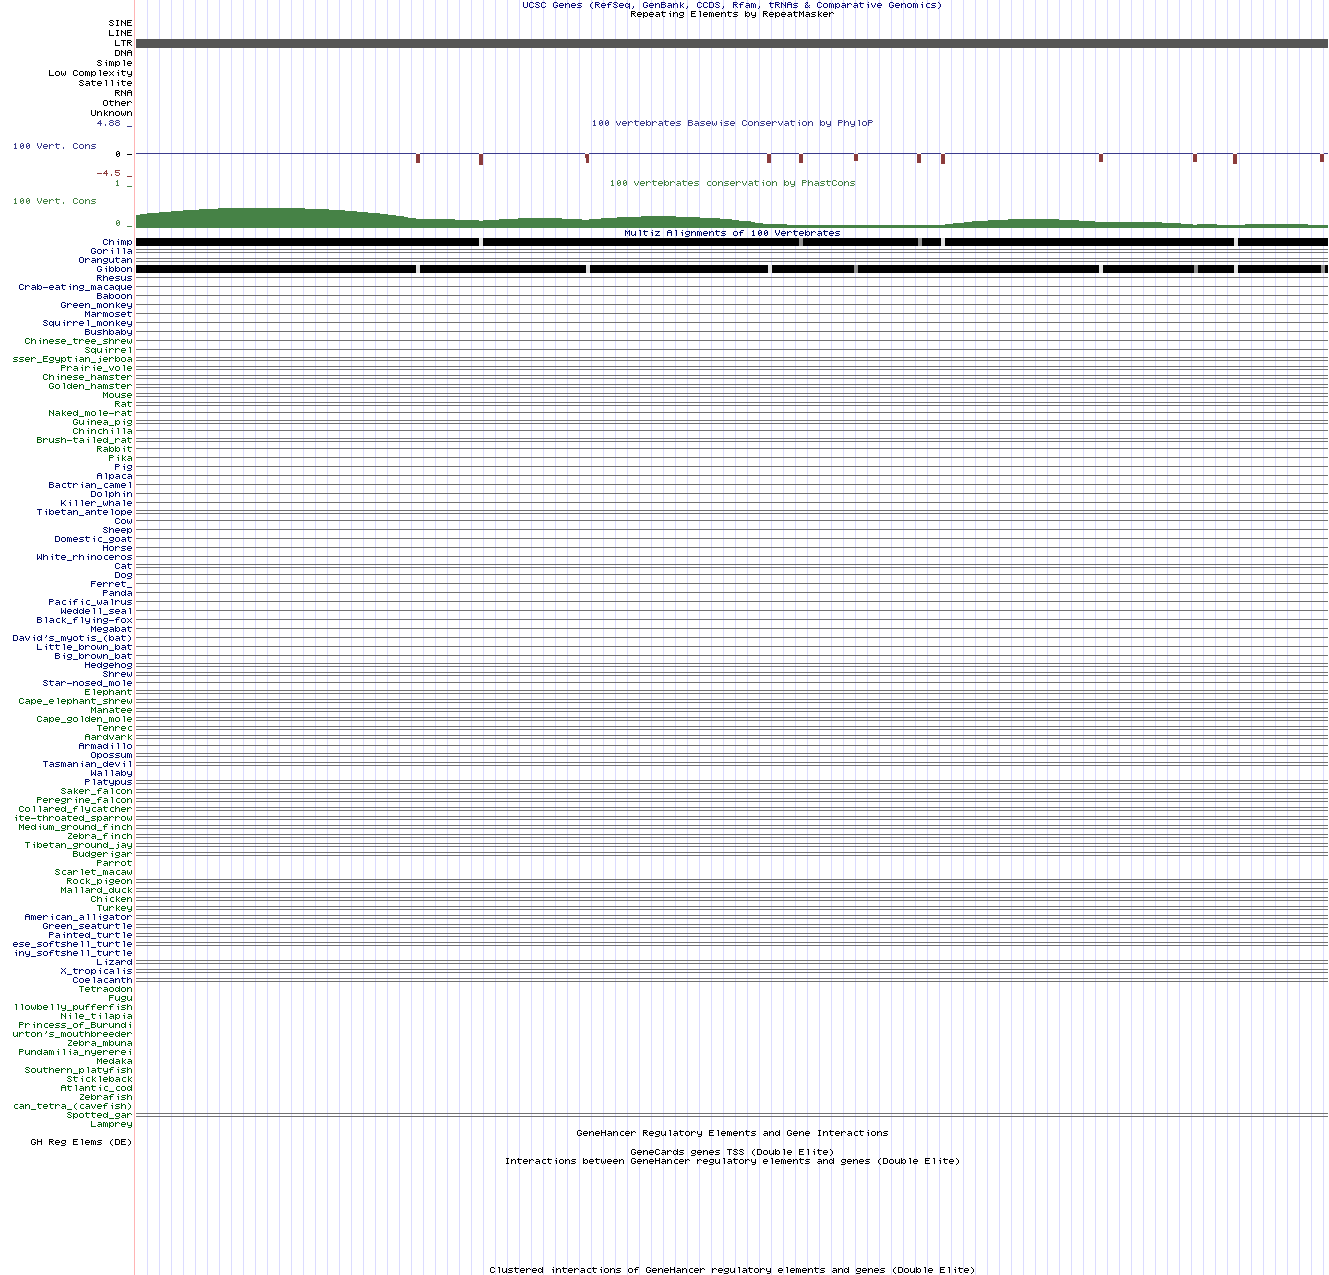 UCSC Genes (RefSeq, GenBank, CCDS, Rfam, tRNAs & Comparative Genomics)
Repeating Elements by RepeatMasker
SINE
LINE
LTR
DNA
Simple
Low Complexity
Satellite
RNA
Other
Unknown
4.88 _
100 vertebrates Basewise Conservation by PhyloP
100 Vert. Cons
0 –
-4.5 _
1 _
100 vertebrates conservation by PhastCons
100 Vert. Cons
0 _
Multiz Alignments of 100 Vertebrates
Chimp
Gorilla
Orangutan
Gibbon
Rhesus
Crab-eating_macaque
Baboon
Green_monkey
Marmoset
Squirrel_monkey
Bushbaby
Chinese_tree_shrew
Squirrel
sser_Egyptian_jerboa
Prairie_vole
Chinese_hamster
Golden_hamster
Mouse
Rat
Naked_mole-rat
Guinea_pig
Chinchilla
Brush-tailed_rat
Rabbit
Pika
Pig
Alpaca
Bactrian_camel
Dolphin
Killer_whale
Tibetan_antelope
Cow
Sheep
Domestic_goat
Horse
White_rhinoceros
Cat
Dog
Ferret_
Panda
Pacific_walrus
Weddell_seal
Black_flying-fox
Megabat
David's_myotis_(bat)
Little_brown_bat
Big_brown_bat
Hedgehog
Shrew
Star-nosed_mole
Elephant
Cape_elephant_shrew
Manatee
Cape_golden_mole
Tenrec
Aardvark
Armadillo
Opossum
Tasmanian_devil
Wallaby
Platypus
Saker_falcon
Peregrine_falcon
Collared_flycatcher
ite-throated_sparrow
Medium_ground_finch
Zebra_finch
Tibetan_ground_jay
Budgerigar
Parrot
Scarlet_macaw
Rock_pigeon
Mallard_duck
Chicken
Turkey
American_alligator
Green_seaturtle
Painted_turtle
ese_softshell_turtle
iny_softshell_turtle
Lizard
X_tropicalis
Coelacanth
Tetraodon
Fugu
llowbelly_pufferfish
Nile_tilapia
Princess_of_Burundi
urton's_mouthbreeder
Zebra_mbuna
Pundamilia_nyererei
Medaka
Southern_platyfish
Stickleback
Atlantic_cod
Zebrafish
can_tetra_(cavefish)
Spotted_gar
Lamprey
GeneHancer Regulatory Elements and Gene Interactions
GH Reg Elems (DE)
GeneCards genes TSS (Double Elite)
Interactions between GeneHancer regulatory elements and genes (Double Elite)
Clustered interactions of GeneHancer regulatory elements and genes (Double Elite)